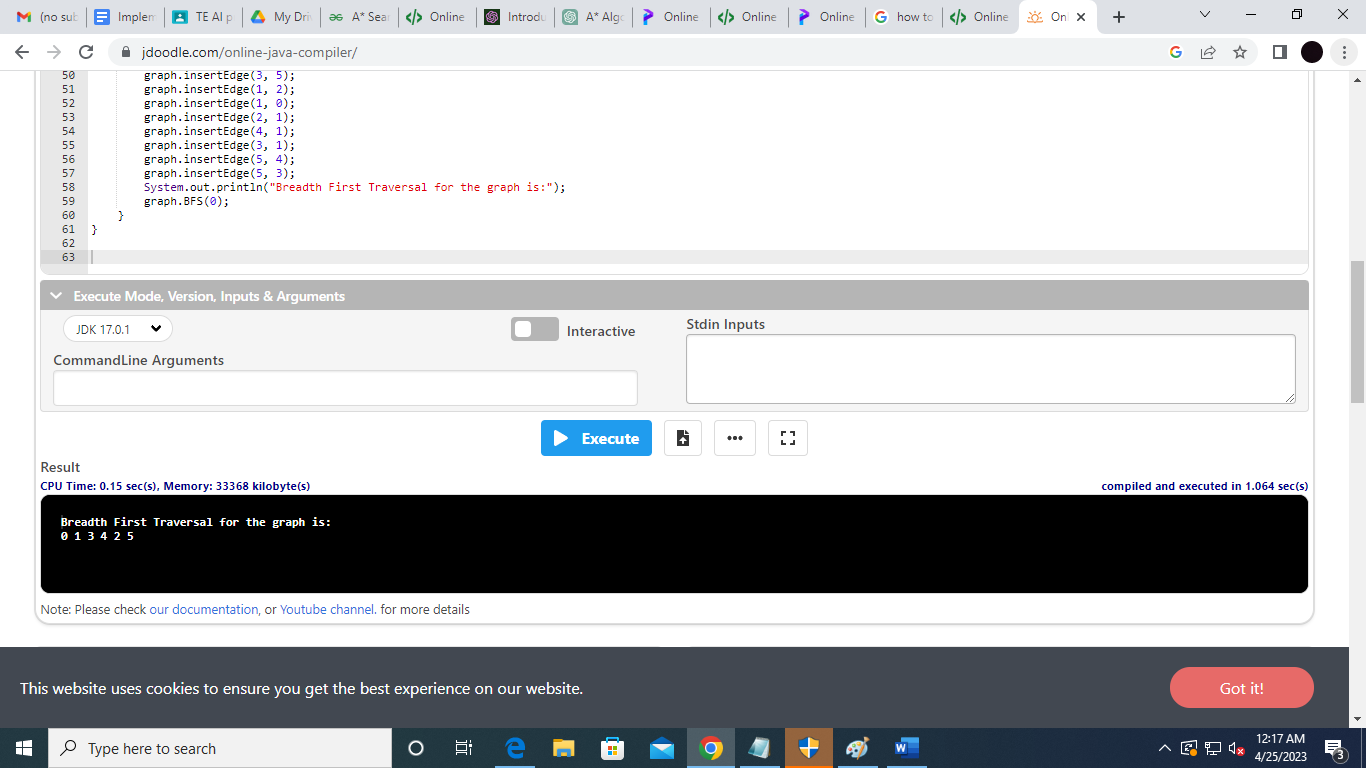 (no sub
Implem
TE AI p
My Driv
A* Sear
Online
Introdu
A* Algo
Online
Online
Online
how to
Online
Onl
jdoodle.com/online-java-compiler/
50 graph.insertEdge(3, 5);
51 graph.insertEdge(1, 2);
52 graph.insertEdge(1, 0);
53 graph.insertEdge(2, 1);
54 graph.insertEdge(4, 1);
55 graph.insertEdge(3, 1);
56 graph.insertEdge(5, 4);
57 graph.insertEdge(5, 3);
58 System.out.println("Breadth First Traversal for the graph is:");
59 graph.BFS(0);
60 }
61 }
62
63
Execute Mode, Version, Inputs & Arguments
JDK 17.0.1
Interactive
Stdin Inputs
CommandLine Arguments
Execute
Result
CPU Time: 0.15 sec(s), Memory: 33368 kilobyte(s)
compiled and executed in 1.064 sec(s)
Breadth First Traversal for the graph is:
0 1 3 4 2 5
Note: Please check our documentation, or Youtube channel. for more details
This website uses cookies to ensure you get the best experience on our website.
Got it!
Type here to search
12:17 AM
4/25/2023
3